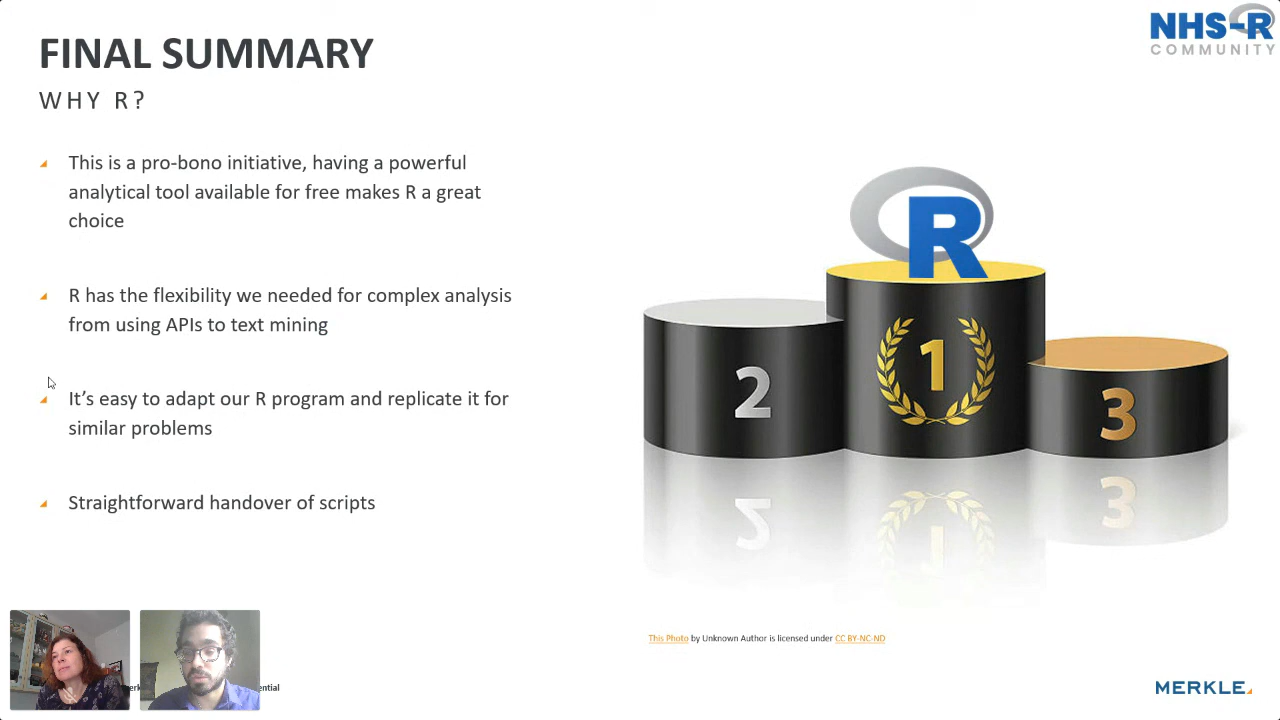 FINAL SUMMARY
WHY R?
This is a pro-bono initiative, having a powerful
analytical tool available for free makes R a great
choice
R has the flexibility we needed for complex analysis
from using APIs to text mining
It's easy to adapt our R program and replicate it for
similar problems
Straightforward handover of scripts
NHS-R
COMMUNITY
R
1
2
3
This Photo by Unknown Author is licensed under CC BY-NC-ND
MERKLE